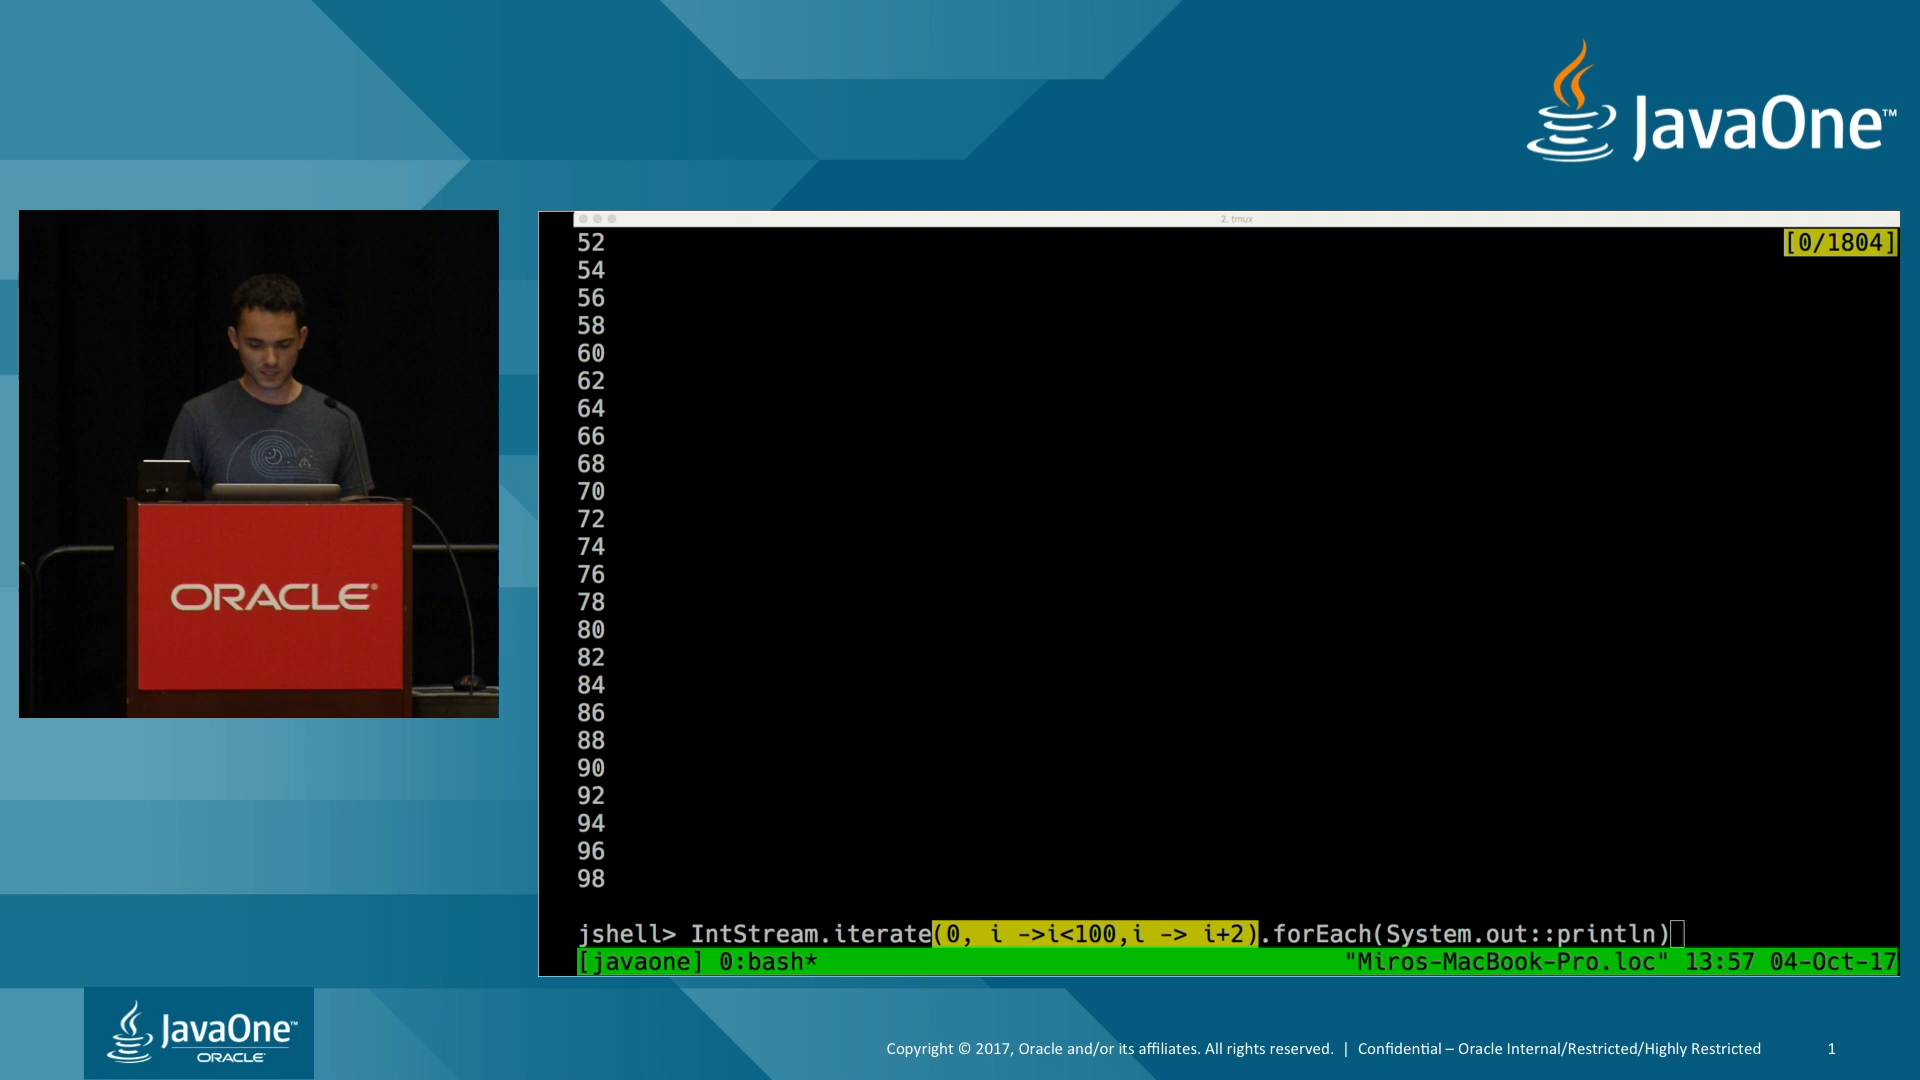 JavaOne™
2. tmux
52
[0/1804]
54
56
58
60
62
64
66
68
70
72
74
76
78
80
82
84
86
88
90
92
94
96
98
jshell> IntStream.iterate(0, i ->i<100,i -> i+2).forEach(System.out::println)
[javaone] 0:bash*
"Miros-MacBook-Pro.loc" 13:57 04-Oct-17
ORACLE®
JavaOne™
ORACLE®
Copyright © 2017, Oracle and/or its affiliates. All rights reserved. | Confidential – Oracle Internal/Restricted/Highly Restricted
1